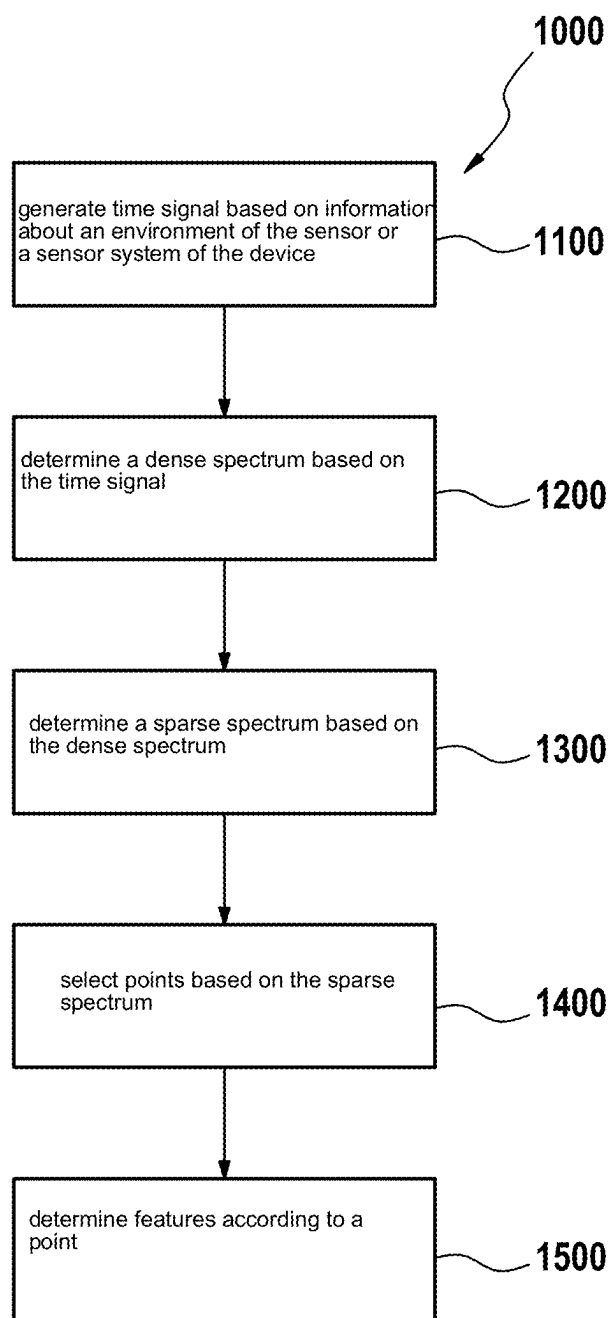 1000
generate time signal based on information
about an environment of the sensor or
a sensor system of the device
1100
determine a dense spectrum based on
the time signal
1200
determine a sparse spectrum based on
the dense spectrum
1300
select points based on the sparse
spectrum
1400
determine features according to a
point
1500